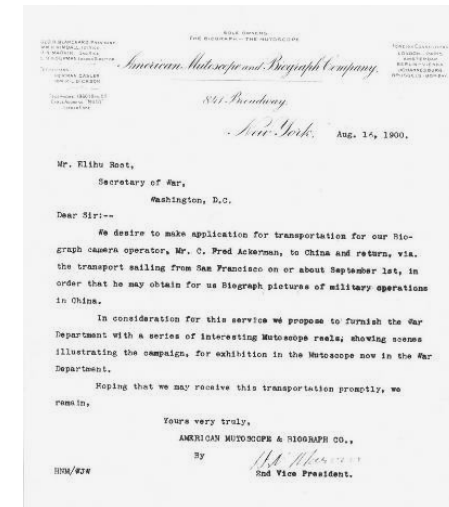 SOLE OWNERS
THE BIOGRAPH – THE MUTOSCOPE
American Mutoscope and Biograph Company,
841 Broadway.
New York. Aug. 16, 1900.
Mr. Elihu Root,
Secretary of War,
Washington, D.C.
Dear Sir:--
We desire to make application for transportation for our Bio-
graph camera operator, Mr. C. Fred Ackerman, to China and return, via.
the transport sailing from San Francisco on or about September 1st, in
order that he may obtain for us Biograph pictures of military operations
in China.
In consideration for this service we propose to furnish the War
Department with a series of interesting Mutoscope reels, showing scenes
illustrating the campaign, for exhibition in the Mutoscope now in the War
Department.
Hoping that we may receive this transportation promptly, we
remain,
Yours very truly,
AMERICAN MUTOSCOPE & BIOGRAPH CO.,
By
2nd Vice President.
HNM/WJW